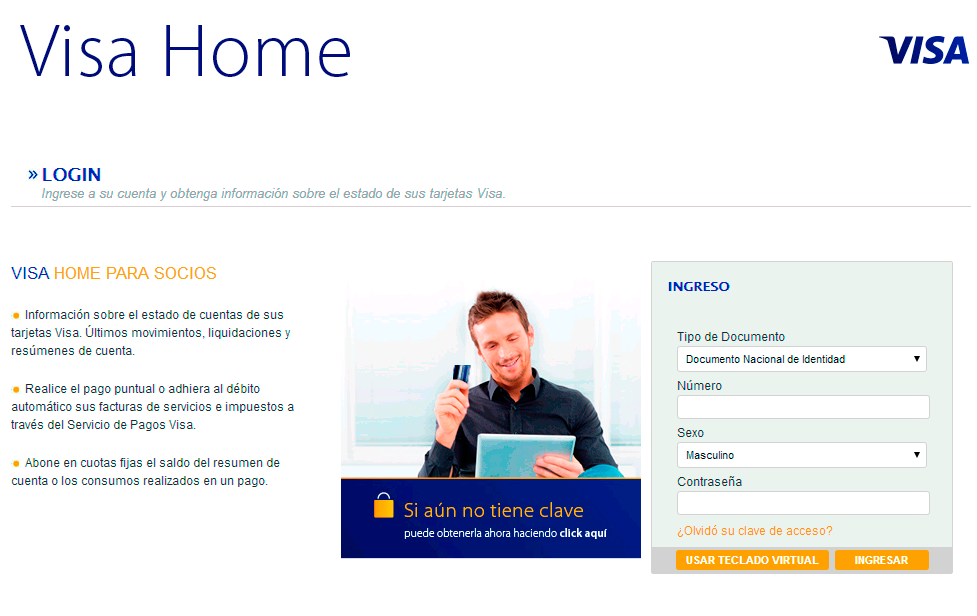 Visa Home
VISA
» LOGIN
Ingrese a su cuenta y obtenga información sobre el estado de sus tarjetas Visa.
VISA HOME PARA SOCIOS
Información sobre el estado de cuentas de sus
tarjetas Visa. Últimos movimientos, liquidaciones y
resúmenes de cuenta.
Realice el pago puntual o adhiera al débito
automático sus facturas de servicios e impuestos a
través del Servicio de Pagos Visa.
Abone en cuotas fijas el saldo del resumen de
cuenta o los consumos realizados en un pago.
Si aún no tiene clave
puede obtenerla ahora haciendo click aquí
INGRESO
Tipo de Documento
Documento Nacional de Identidad
Número
Sexo
Masculino
Contraseña
¿Olvidó su clave de acceso?
USAR TECLADO VIRTUAL
INGRESAR